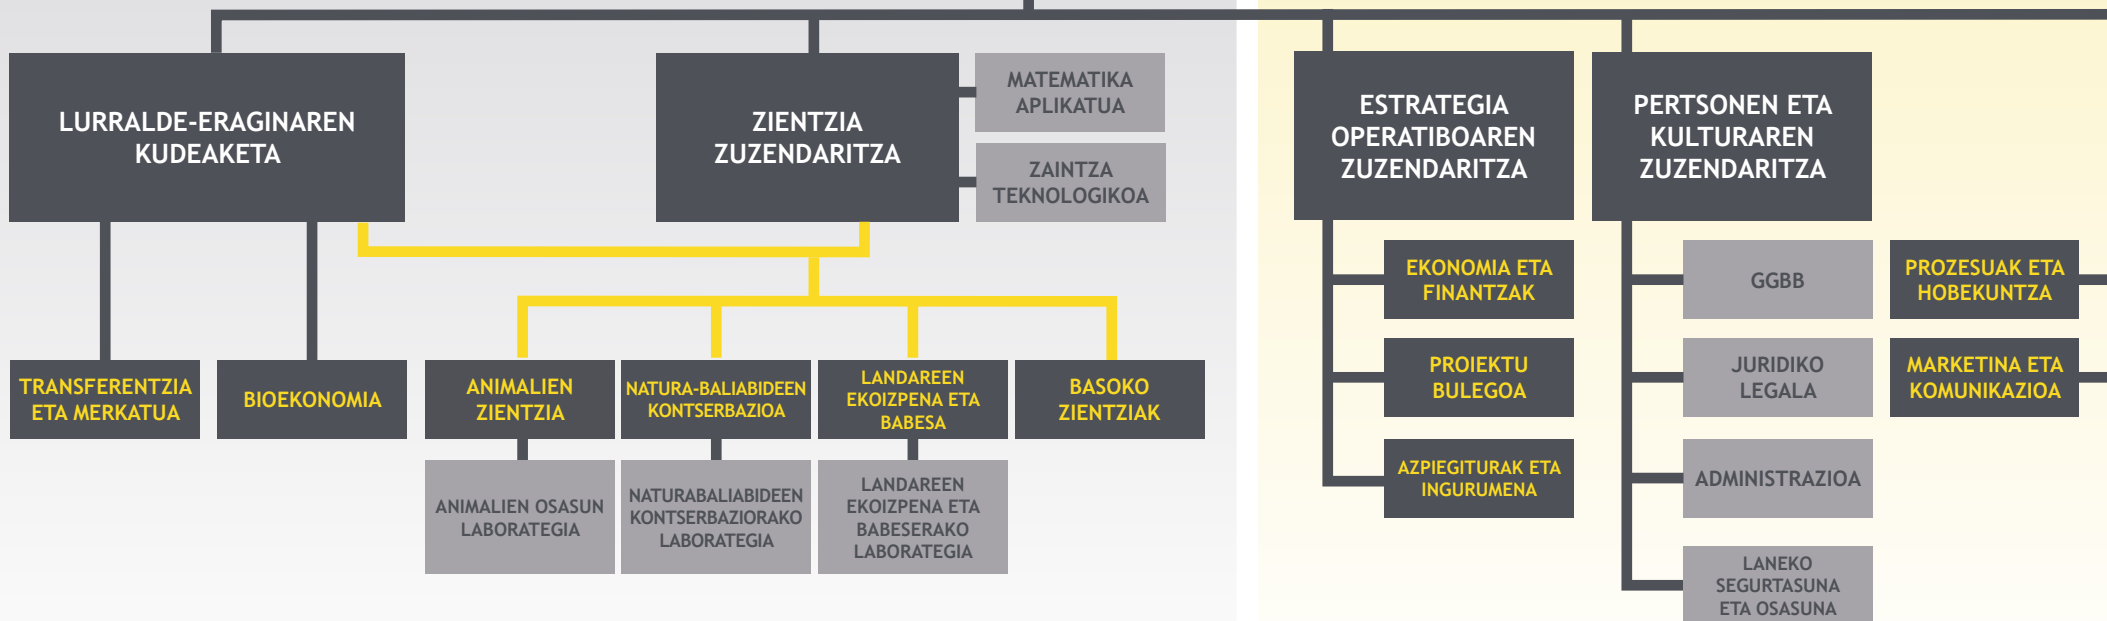 LURRALDE-ERAGINAREN
KUDEAKETA
ZIENTZIA
ZUZENDARITZA
MATEMATIKA
APLIKATUA
ZAINTZA
TEKNOLOGIKOA
TRANSFERENTZIA
ETA MERKATUA
BIOEKONOMIA
ANIMALIEN
ZIENTZIA
NATURA-BALIABIDEEN
KONTSERBAZIOA
LANDAREEN
EKOIZPENA ETA
BABESA
BASOKO
ZIENTZIAK
ANIMALIEN OSASUN
LABORATEGIA
NATURABALIABIDEEN
KONTSERBAZIORAKO
LABORATEGIA
LANDAREEN
EKOIZPENA ETA
BABESERAKO
LABORATEGIA
ESTRATEGIA
OPERATIBOAREN
ZUZENDARITZA
PERTSONEN ETA
KULTURAREN
ZUZENDARITZA
EKONOMIA ETA
FINANTZAK
PROIEKTU
BULEGOA
AZPIEGITURAK ETA
INGURUMENA
GGBB
JURIDIKO
LEGALA
ADMINISTRAZIOA
LANEKO
SEGURTASUNA
ETA OSASUNA
PROZESUAK ETA
HOBEKUNTZA
MARKETINA ETA
KOMUNIKAZIOA